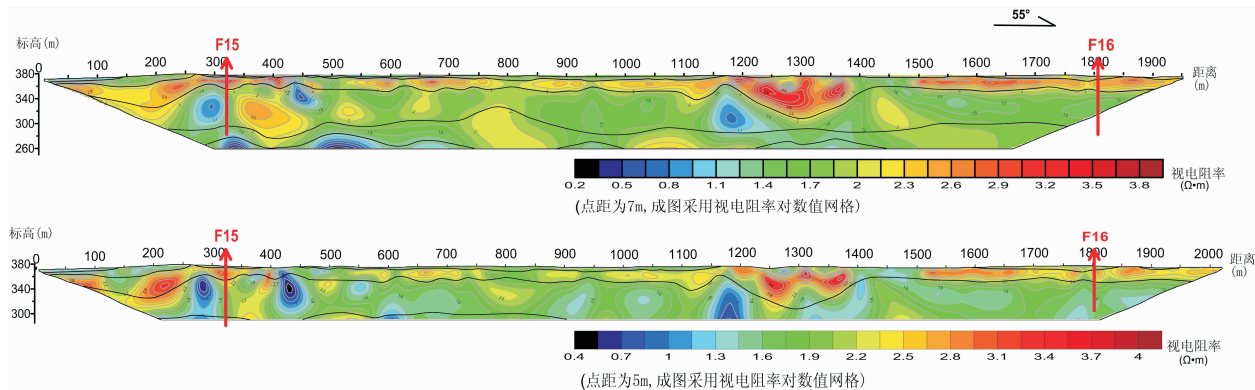 55°
标高(m)
F15
F16
0 100 200 300 400 500 600 700 800 900 1000 1100 1200 1300 1400 1500 1600 1700 1800 1900
距离
(m)
380
340
300
260
0.2 0.5 0.8 1.1 1.4 1.7 2 2.3 2.6 2.9 3.2 3.5 3.8
视电阻率
(Ω•m)
(点距为7m,成图采用视电阻率对数值网格)
标高(m)
F15
F16
0 100 200 300 400 500 600 700 800 900 1000 1100 1200 1300 1400 1500 1600 1700 1800 1900 2000
距离
(m)
380
340
300
0.4 0.7 1 1.3 1.6 1.9 2.2 2.5 2.8 3.1 3.4 3.7 4
视电阻率
(Ω•m)
(点距为5m,成图采用视电阻率对数值网格)